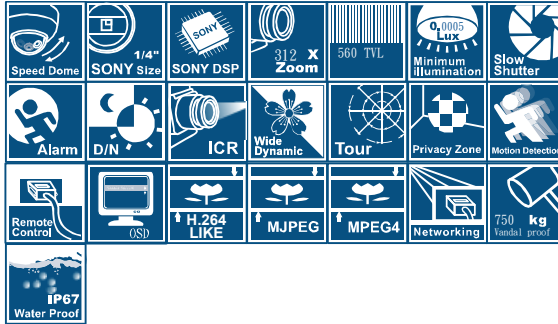 Speed Dome
1/4"
SONY Size
SONY
SONY DSP
312 X
Zoom
560 TVL
0.0005
Lux
Minimum
illumination
Slow
Shutter
Alarm
D/N
ICR
Wide
Dynamic
Tour
Privacy Zone
Motion Detection
Remote
Control
OSD
H.264
LIKE
MJPEG
MPEG4
Networking
750 kg
Vandal proof
IP67
Water Proof